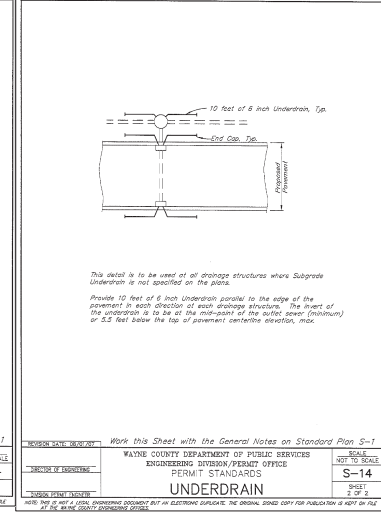 10 feet of 6 inch Underdrain, Typ.
End Cap, Typ.
Proposed
Pavement
This detail is to be used at all drainage structures where Subgrade
Underdrain is not specified on the plans.
Provide 10 feet of 6 inch Underdrain parallel to the edge of the
pavement in each direction at each drainage structure. The invert of
the underdrain is to be at the mid-point of the outlet sewer (minimum)
or 5.5 feet below the top of pavement centerline elevation, max.
REVISION DATE: 08/01/07
Work this Sheet with the General Notes on Standard Plan S-1
WAYNE COUNTY DEPARTMENT OF PUBLIC SERVICES
ENGINEERING DIVISION/PERMIT OFFICE
PERMIT STANDARDS
UNDERDRAIN
DIRECTOR OF ENGINEERING
DIVISION PERMIT ENGINEER
SCALE
NOT TO SCALE
S-14
SHEET
2 OF 2
NOTE: THIS IS NOT A LEGAL ENGINEERING DOCUMENT BUT AN ELECTRONIC DUPLICATE. THE ORIGINAL SIGNED COPY FOR PUBLICATION IS KEPT ON FILE
AT THE WAYNE COUNTY ENGINEERING OFFICES.